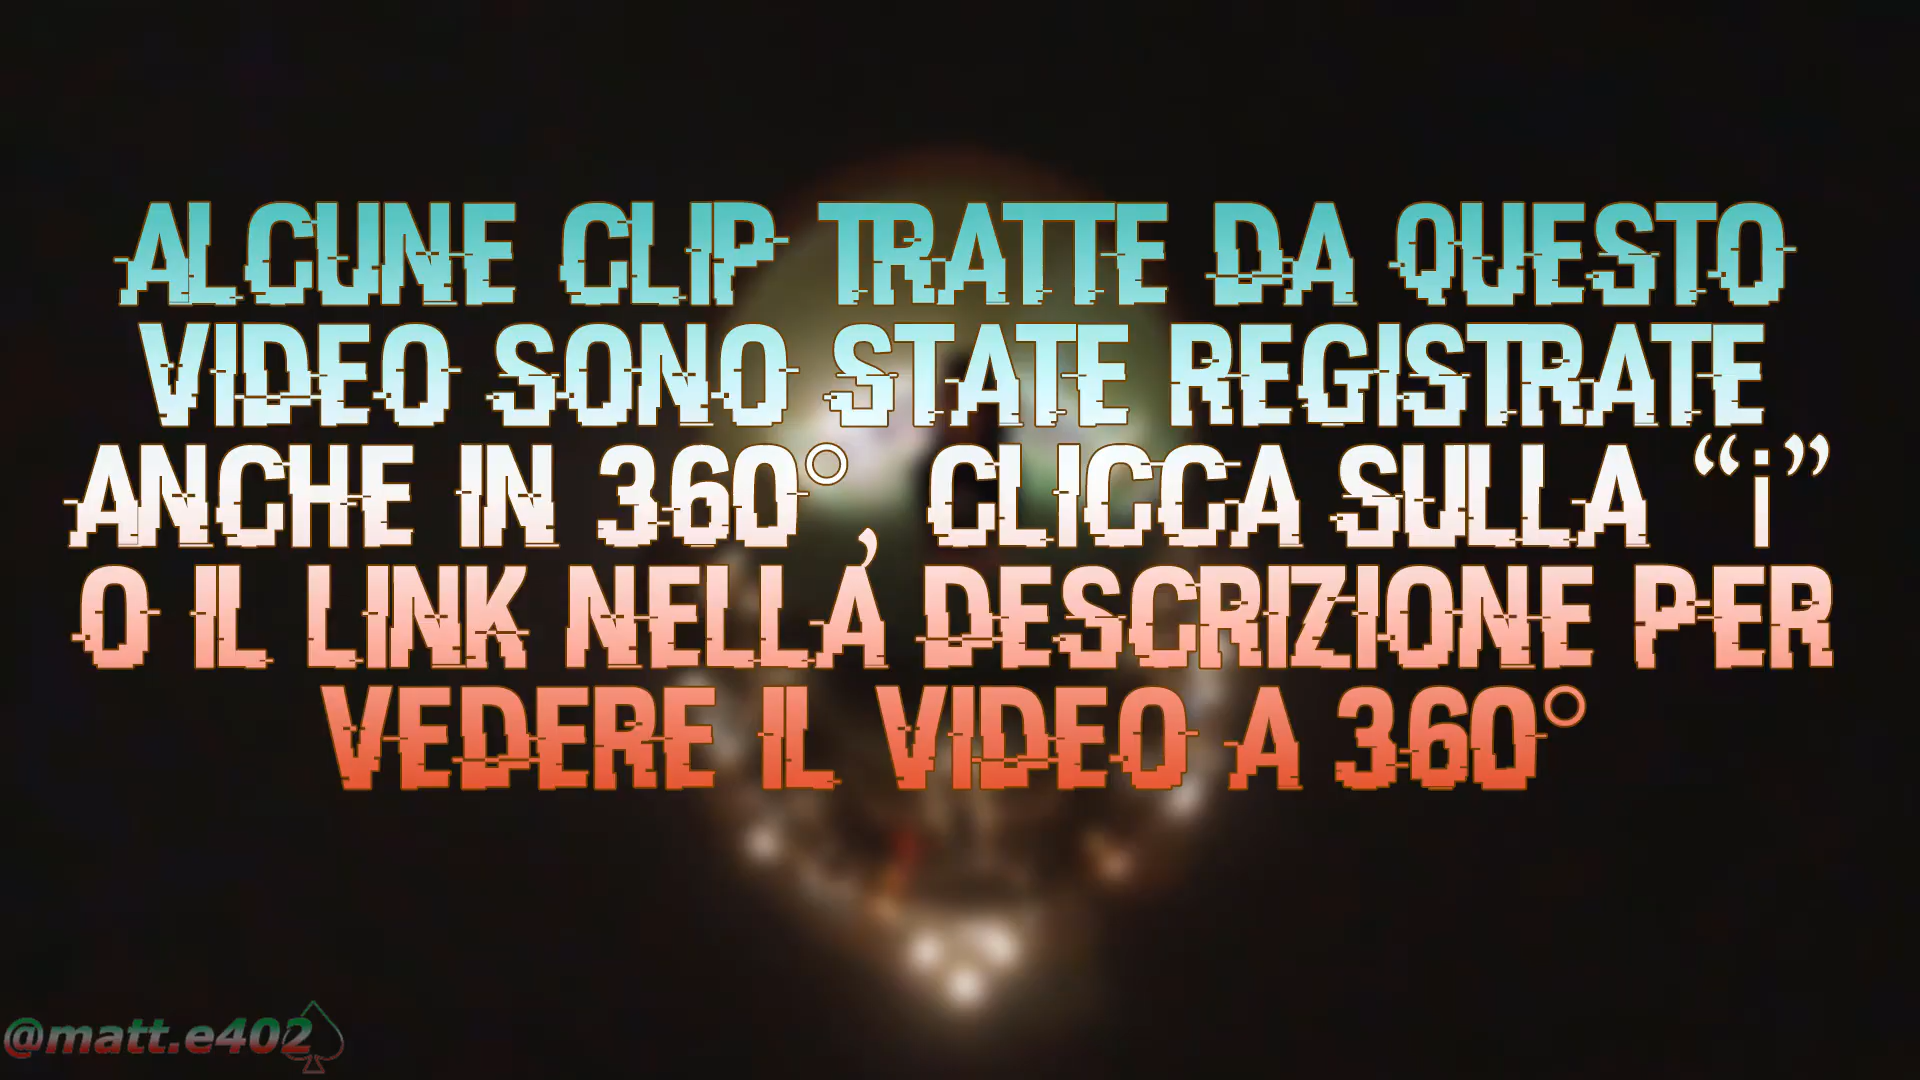 ALCUNE CLIP TRATTE DA QUESTO
VIDEO SONO STATE REGISTRATE
ANCHE IN 360° CLICCA SULLA “i”
O IL LINK NELLA' DESCRIZIONE PER
VEDERE IL VIDEO A 360°
@matt.e402